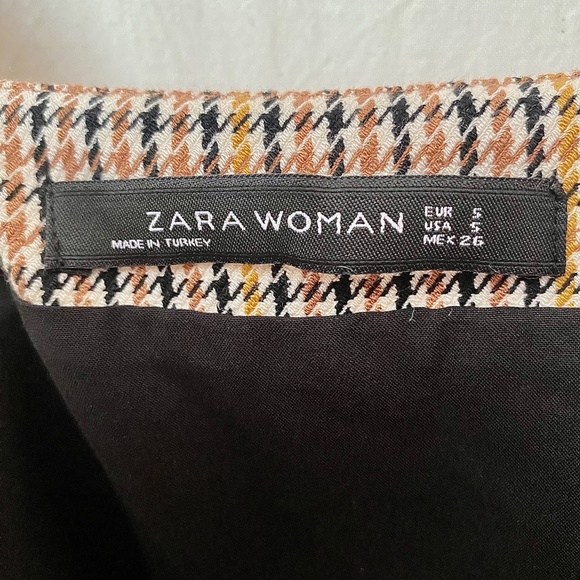 ZARA WOMAN
MADE IN TURKEY
EUR S
USA S
MEX 26